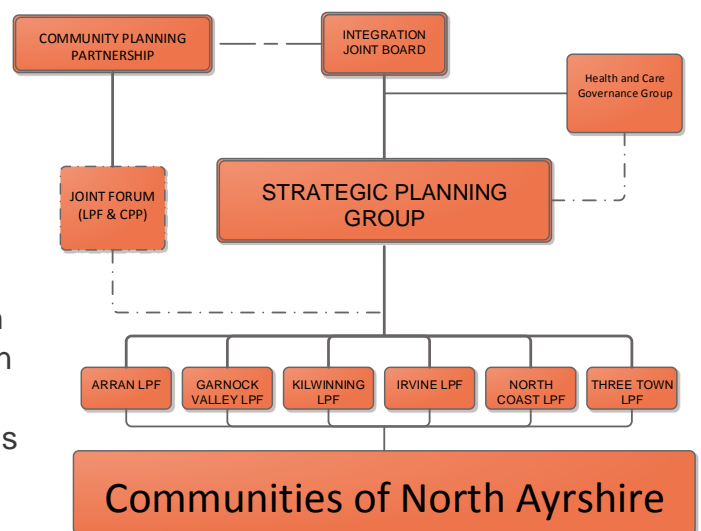 COMMUNITY PLANNING
PARTNERSHIP
INTEGRATION
JOINT BOARD
Health and Care
Governance Group
JOINT FORUM
(LPF & CPP)
STRATEGIC PLANNING
GROUP
ARRAN LPF
GARNOCK
VALLEY LPF
KILWINNING
LPF
IRVINE LPF
NORTH
COAST LPF
THREE TOWN
LPF
Communities of North Ayrshire